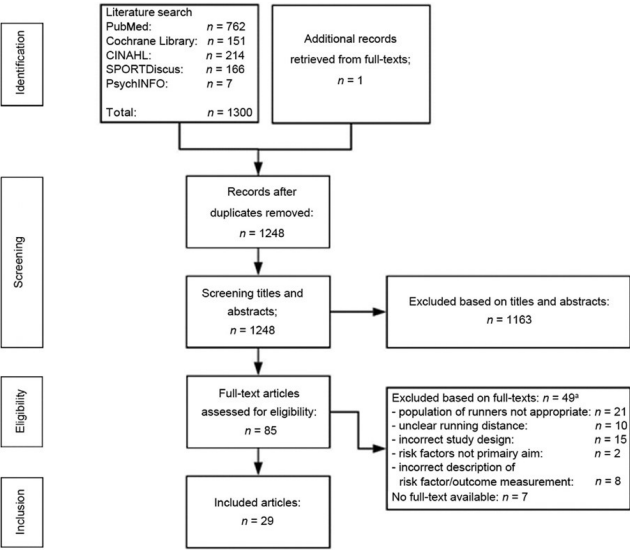 Identification
Literature search
PubMed: n = 762
Cochrane Library: n = 151
CINAHL: n = 214
SPORTDiscus: n = 166
PsychINFO: n = 7
Total: n = 1300
Additional records
retrieved from full-texts;
n = 1
Screening
Records after
duplicates removed:
n = 1248
Screening titles and
abstracts;
n = 1248
Excluded based on titles and abstracts:
n = 1163
Eligibility
Full-text articles
assessed for eligibility:
n = 85
Excluded based on full-texts: n = 49ª
- population of runners not appropriate: n = 21
- unclear running distance: n = 10
- incorrect study design: n = 15
- risk factors not primairy aim: n = 2
- incorrect description of
risk factor/outcome measurement: n = 8
No full-text available: n = 7
Inclusion
Included articles:
n = 29